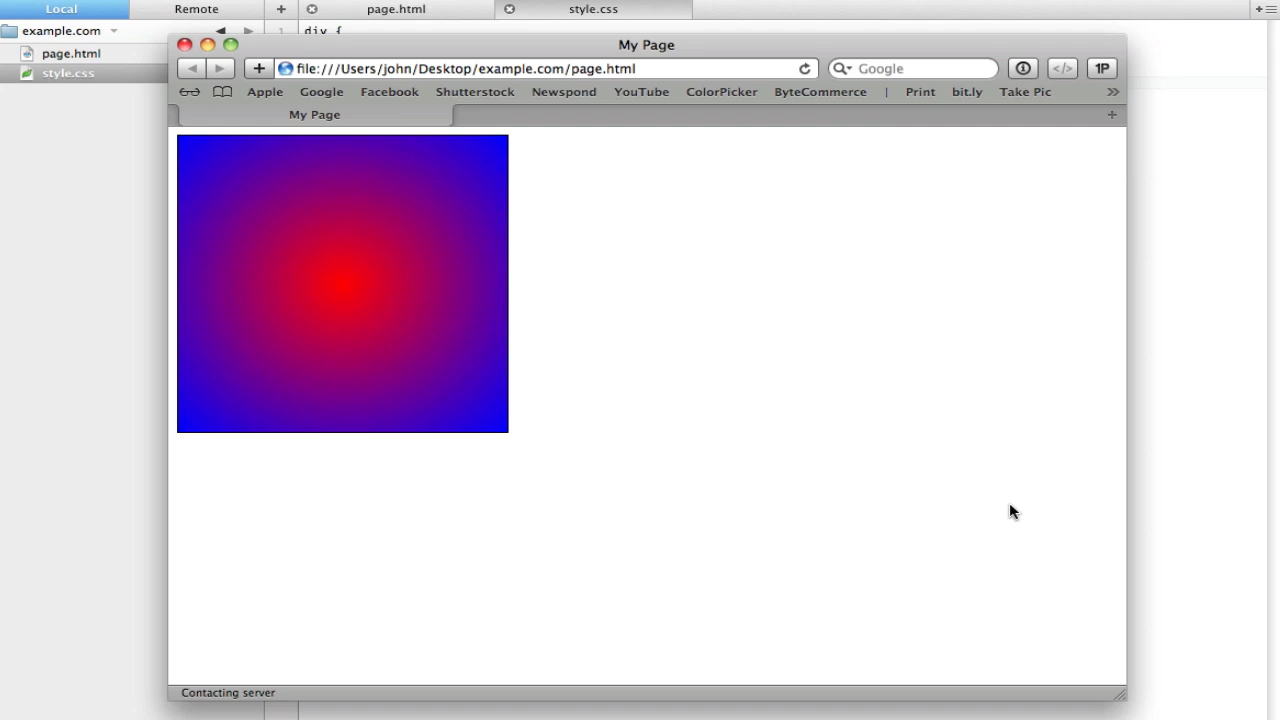 Local Remote + page.html style.css
example.com 1 div {
page.html
style.css
My Page
+ file:///Users/john/Desktop/example.com/page.html Google </> 1P
Apple Google Facebook Shutterstock Newspond YouTube ColorPicker ByteCommerce | Print bit.ly Take Pic »
My Page +
Contacting server